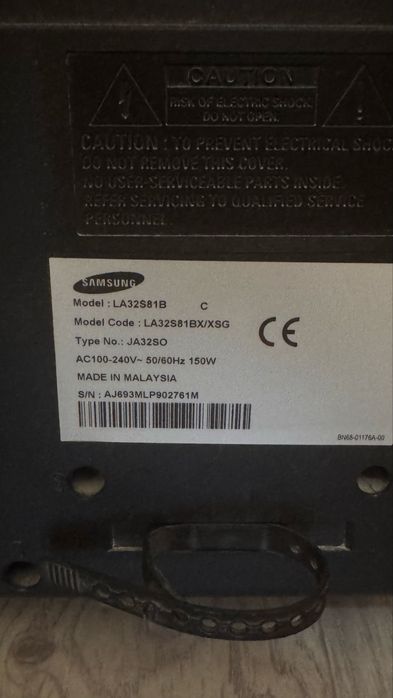 CAUTION
RISK OF ELECTRIC SHOCK
DO NOT OPEN.
CAUTION : TO PREVENT ELECTRICAL SHOC
DO NOT REMOVE THIS COVER.
NO USER-SERVICEABLE PARTS INSIDE.
REFER SERVICING TO QUALIFIED SERVICE
PERSONNEL.
SAMSUNG
Model : LA32S81B C
Model Code : LA32S81BX/XSG
Type No.: JA32SO
AC100-240V~ 50/60Hz 150W
MADE IN MALAYSIA
S/N : AJ693MLP902761M
CE
BN68-01176A-00